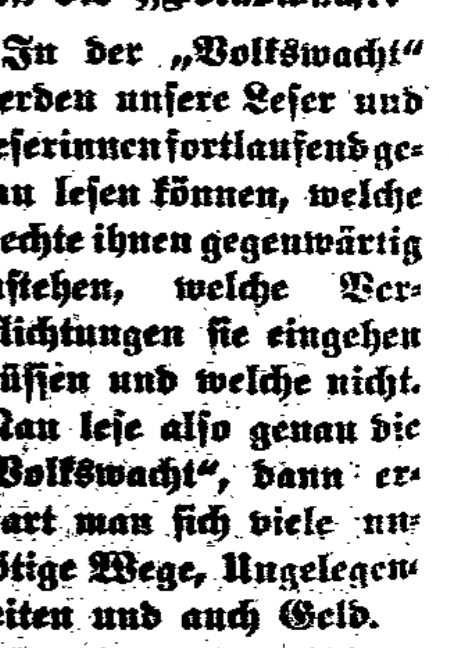 In der „Volkswacht“
erden unsere Leser und
eserinnen fortlaufend ge-
au lesen können, welche
echte ihnen gegenwärtig
stehen, welche Ver-
lichtungen sie eingehen
üssen und welche nicht.
Man lese also genau die
Volkswacht“, dann er-
art man sich viele un-
ötige Wege, Ungelegen-
eiten und auch Geld.